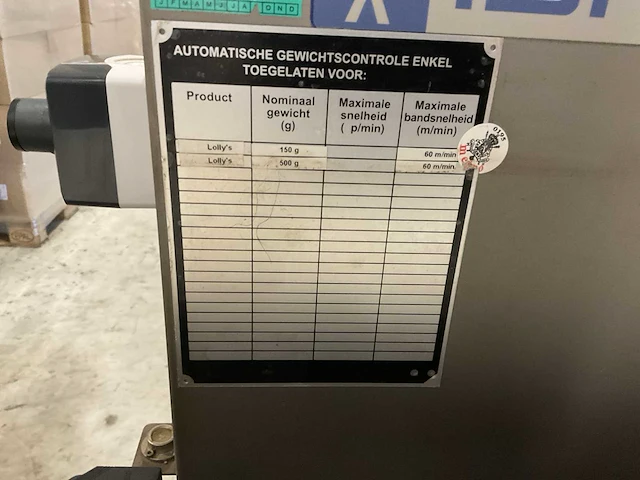 J F M A M J J A S O N D
AUTOMATISCHE GEWICHTSCONTROLE ENKEL
TOEGELATEN VOOR:
Product
Nominaal
gewicht
(g)
Maximale
snelheid
( p/min)
Maximale
bandsnelheid
(m/min)
Lolly's 150 g 60 m/min
Lolly's 500 g 60 m/min.
0195